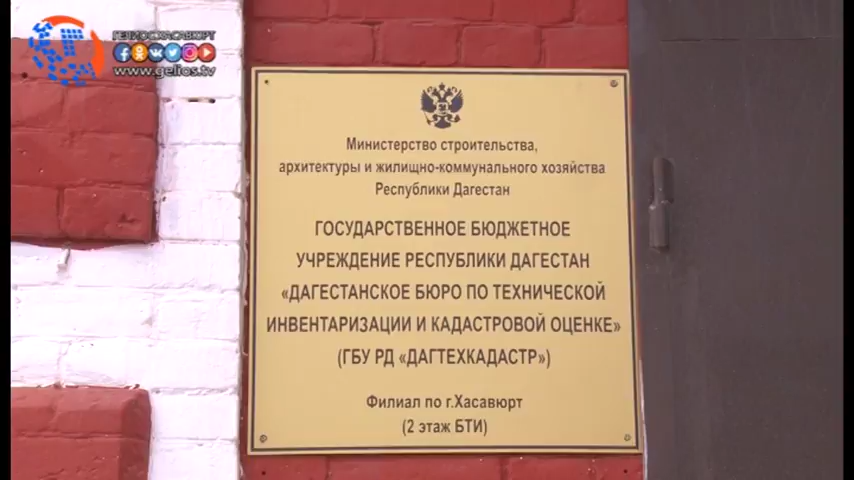 ГЕЛИОСХАСАВЮРТ
www.gelios.tv
Министерство строительства,
архитектуры и жилищно-коммунального хозяйства
Республики Дагестан
ГОСУДАРСТВЕННОЕ БЮДЖЕТНОЕ
УЧРЕЖДЕНИЕ РЕСПУБЛИКИ ДАГЕСТАН
«ДАГЕСТАНСКОЕ БЮРО ПО ТЕХНИЧЕСКОЙ
ИНВЕНТАРИЗАЦИИ И КАДАСТРОВОЙ ОЦЕНКЕ»
(ГБУ РД «ДАГТЕХКАДАСТР»)
Филиал по г.Хасавюрт
(2 этаж БТИ)